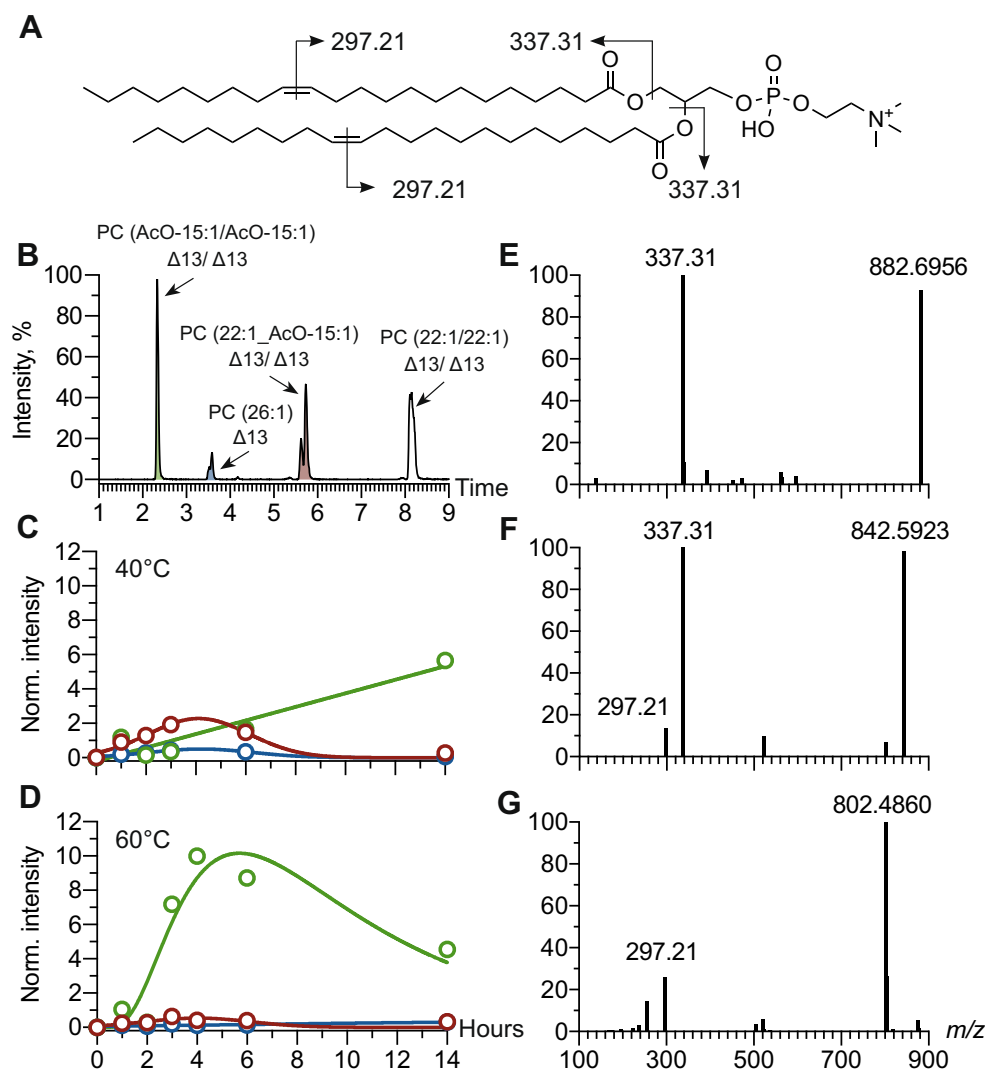 A
297.21
337.31
O
O
O
P
O
N+
HO
O
O
297.21
337.31
B
PC (AcO-15:1/AcO-15:1)
Δ13/ Δ13
PC (22:1_AcO-15:1)
Δ13/ Δ13
PC (22:1/22:1)
Δ13/ Δ13
PC (26:1)
Δ13
Intensity, %
100
80
60
40
20
0
1 2 3 4 5 6 7 8 9
Time
C
40°C
Norm. intensity
12
10
8
6
4
2
0
D
60°C
Norm. intensity
12
10
8
6
4
2
0
0 2 4 6 8 10 12 14
Hours
E
337.31
882.6956
100
80
60
40
20
0
F
337.31
842.5923
297.21
100
80
60
40
20
0
G
802.4860
297.21
100
80
60
40
20
0
100 300 450 600 800 900
m/z